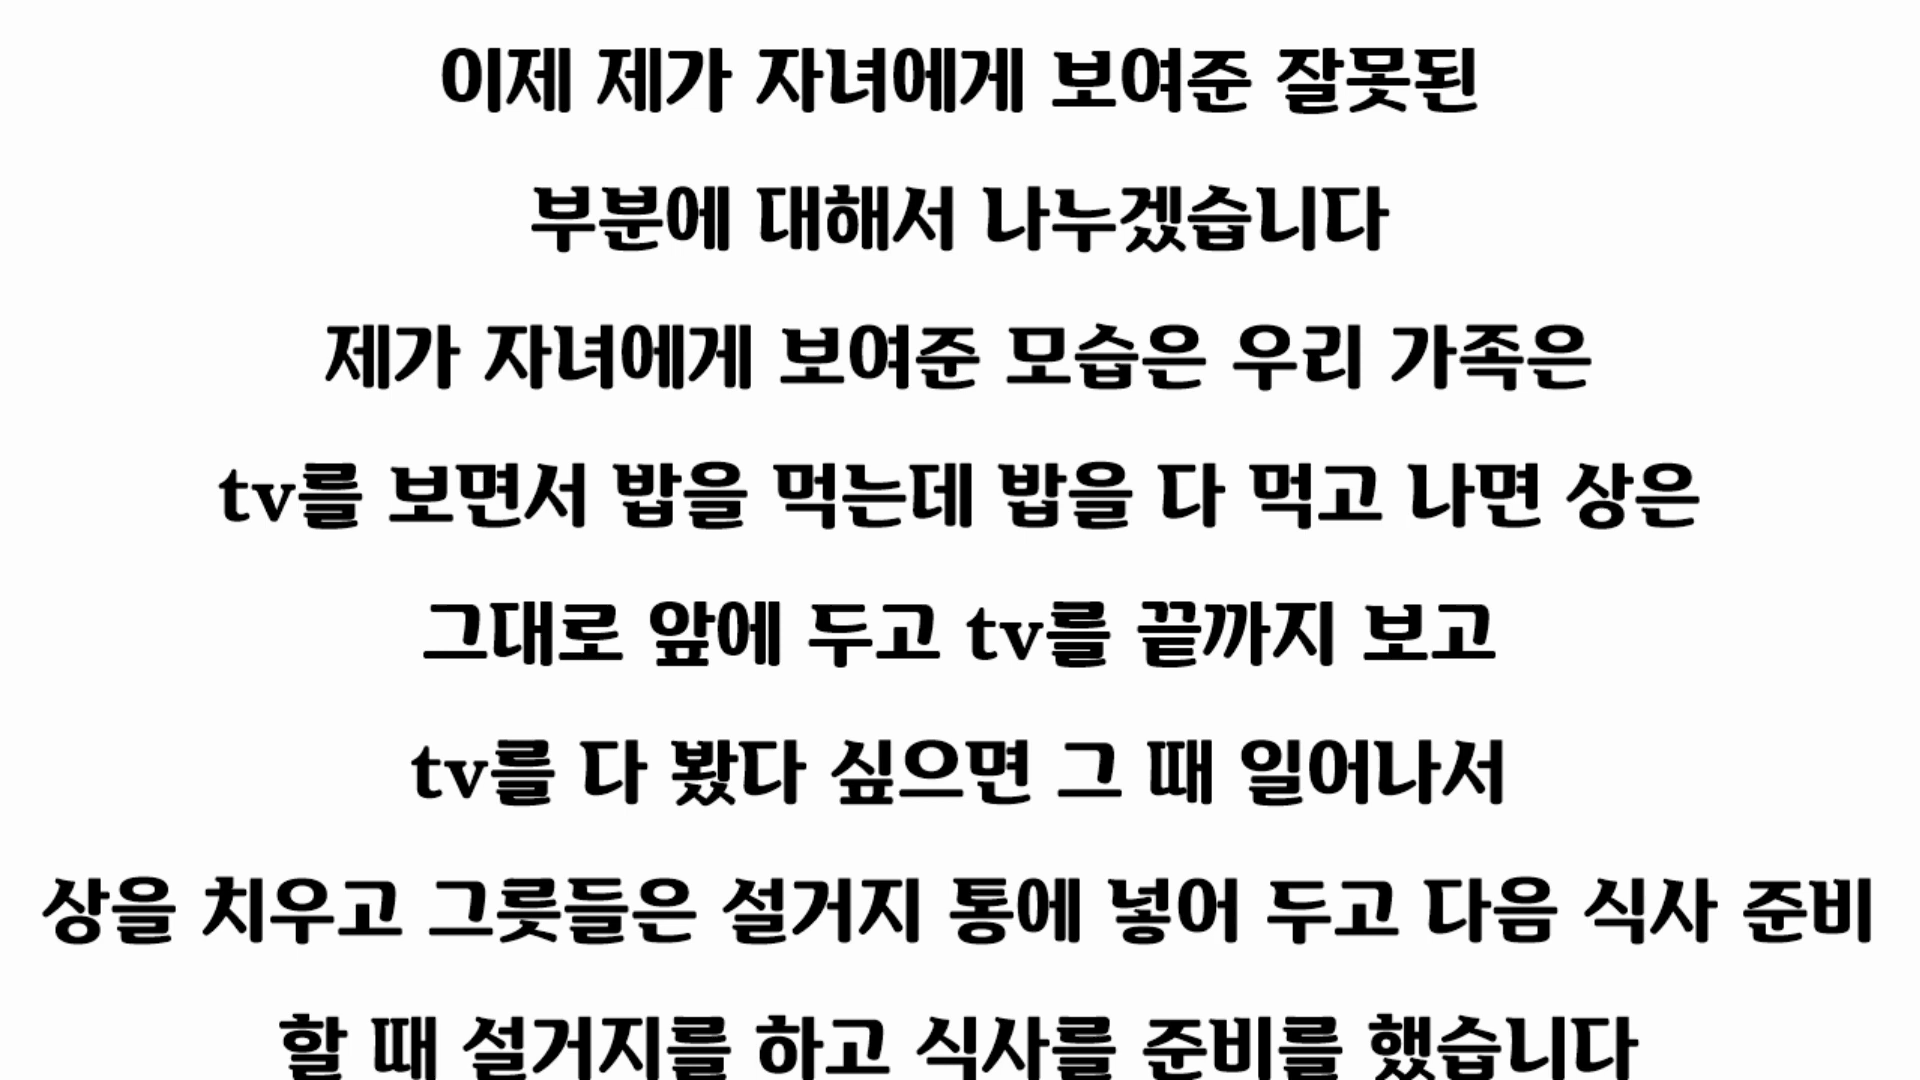 이제 제가 자녀에게 보여준 잘못된
부분에 대해서 나누겠습니다
제가 자녀에게 보여준 모습은 우리 가족은
tv를 보면서 밥을 먹는데 밥을 다 먹고 나면 상은
그대로 앞에 두고 tv를 끝까지 보고
tv를 다 봤다 싶으면 그 때 일어나서
상을 치우고 그릇들은 설거지 통에 넣어 두고 다음 식사 준비
할 때 설거지를 하고 식사를 준비를 했습니다